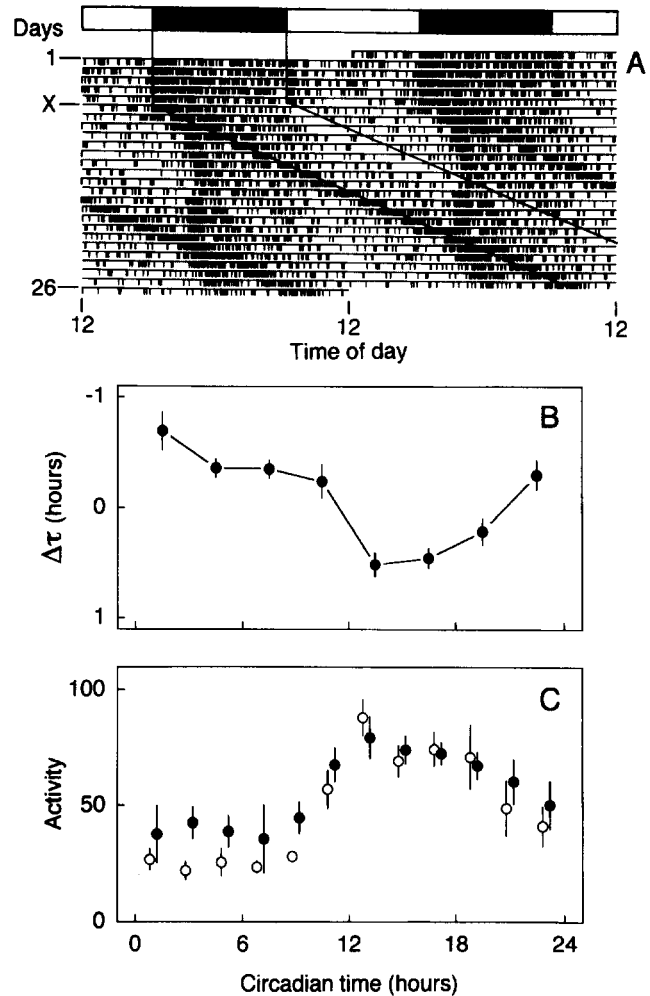 Days
A
1
X
26
12 12 12
Time of day
B
-1
0
1
Δτ (hours)
C
100
50
0
Activity
0 6 12 18 24
Circadian time (hours)